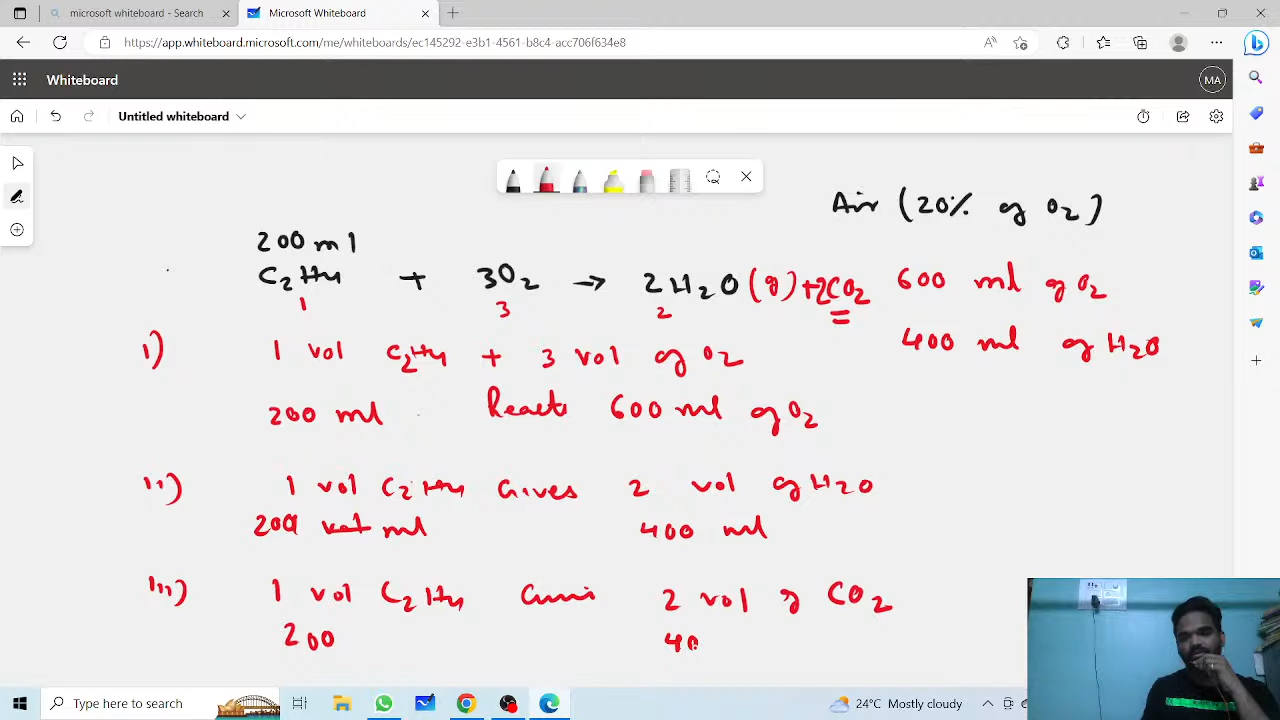 microsoft whiteboard - Search
Microsoft Whiteboard
https://app.whiteboard.microsoft.com/me/whiteboards/ec145292-e3b1-4561-b8c4-acc706f634e8
Whiteboard
MA
Untitled whiteboard
Air (20% of O2)
200 ml
C2H4 + 3O2 → 2H2O (g) + 2CO2
1 3 2
600 ml of O2
400 ml of H2O
i) 1 vol C2H4 + 3 vol of O2
200 ml Reacts 600 ml of O2
ii) 1 vol C2H4 Gives 2 vol of H2O
200 vol ml 400 ml
iii) 1 vol C2H4 2 vol of CO2
200 40
Type here to search
24°C Mostly cloudy